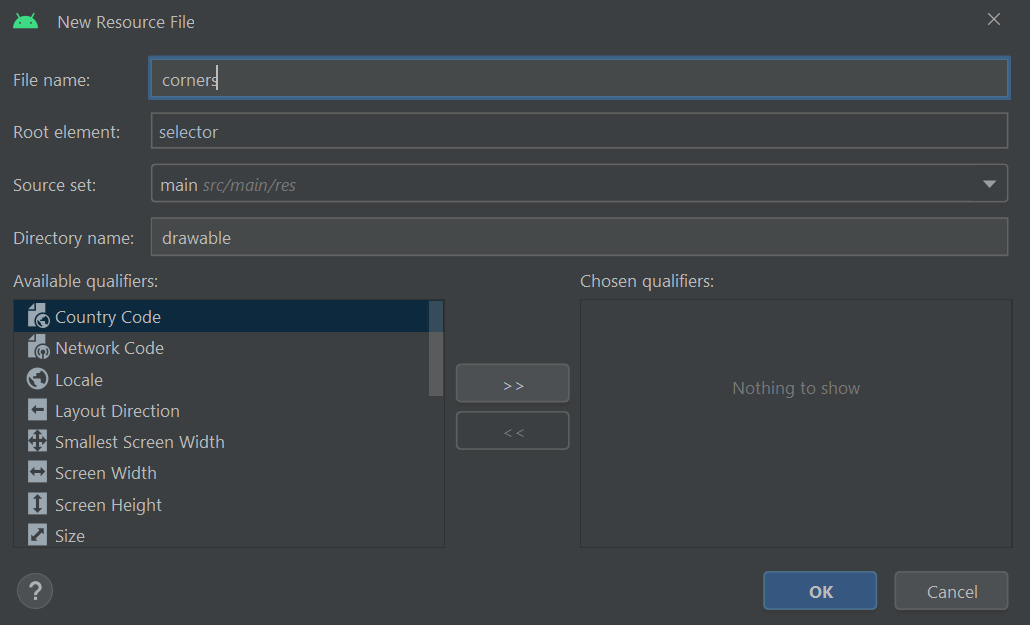 New Resource File
File name: corners
Root element: selector
Source set: main src/main/res
Directory name: drawable
Available qualifiers:
Country Code
Network Code
Locale
Layout Direction
Smallest Screen Width
Screen Width
Screen Height
Size
>>
<<
Chosen qualifiers:
Nothing to show
?
OK
Cancel